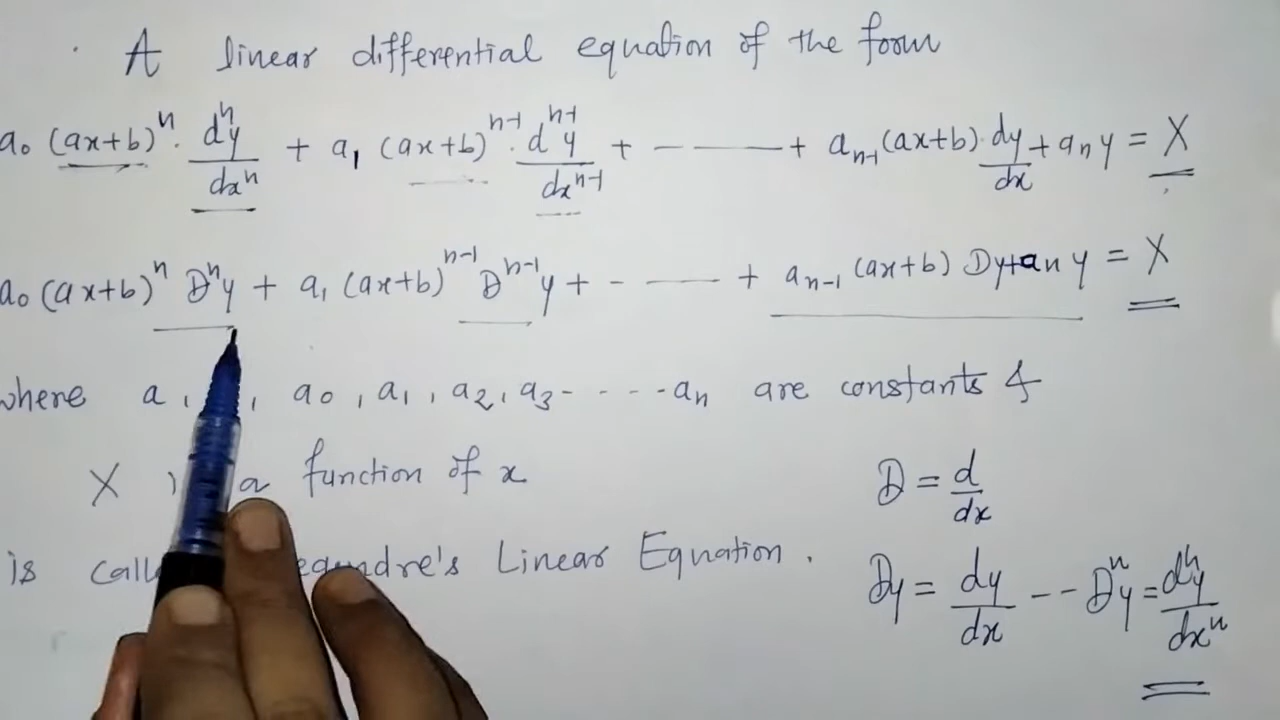 A linear differential equation of the form
a₀ (ax+b)ⁿ · dⁿy/dxⁿ + a₁ (ax+b)ⁿ⁻¹ · dⁿ⁻¹y/dxⁿ⁻¹ + - —— + aₙ₋₁ (ax+b) · dy/dx + aₙ y = X
a₀ (ax+b)ⁿ Dⁿy + a₁ (ax+b)ⁿ⁻¹ Dⁿ⁻¹y + - —— + aₙ₋₁ (ax+b) Dy + aₙ y = X
where a, , a₀, a₁, a₂, a₃ - - - - aₙ are constants &
X a function of x
D = d/dx
is Linear Equation.
Dy = dy/dx -- Dⁿy = dⁿy/dxⁿ